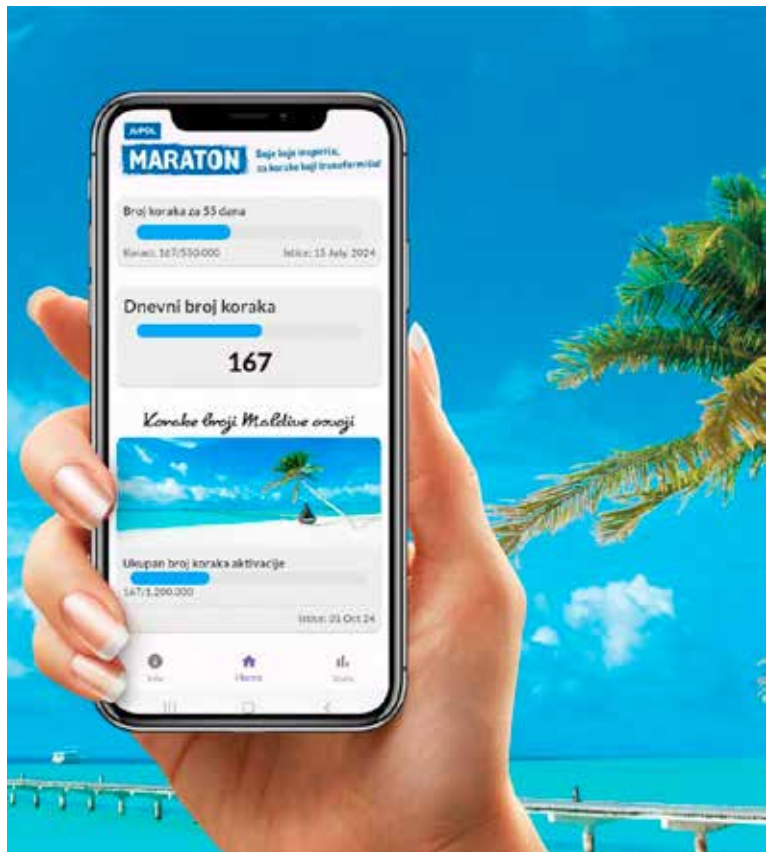 JUPOL
MARATON
Boje koje inspirišu,
za korake koji transformišu!
Broj koraka za 55 dana
Koraci: 167/550.000
Ističe: 15 July, 2024
Dnevni broj koraka
167
Korake broji Maldive osvoji
Ukupan broj koraka aktivacije
167/1.200.000
Ističe: 01 Oct 24
Info
Home
Stats